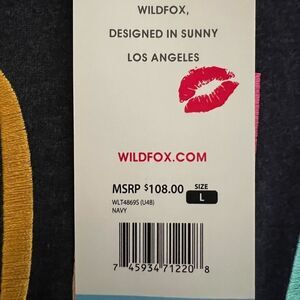 WILDFOX,
DESIGNED IN SUNNY
LOS ANGELES
WILDFOX.COM
MSRP $108.00 SIZE
L
WLT48695 (U48)
NAVY
7 45934 71220 8